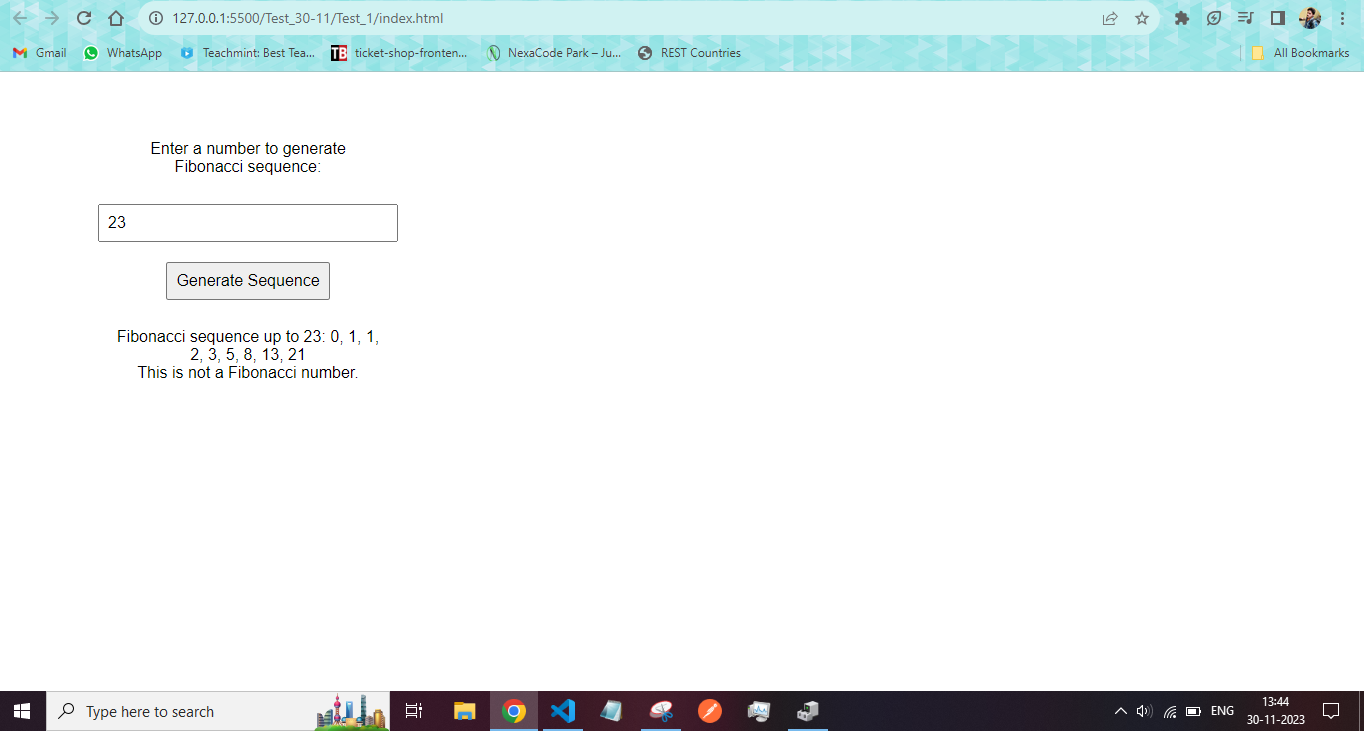 127.0.0.1:5500/Test_30-11/Test_1/index.html
Gmail WhatsApp Teachmint: Best Tea... TB ticket-shop-fronten... NexaCode Park – Ju... REST Countries All Bookmarks
Enter a number to generate
Fibonacci sequence:
23
Generate Sequence
Fibonacci sequence up to 23: 0, 1, 1,
2, 3, 5, 8, 13, 21
This is not a Fibonacci number.
Type here to search
ENG
13:44
30-11-2023